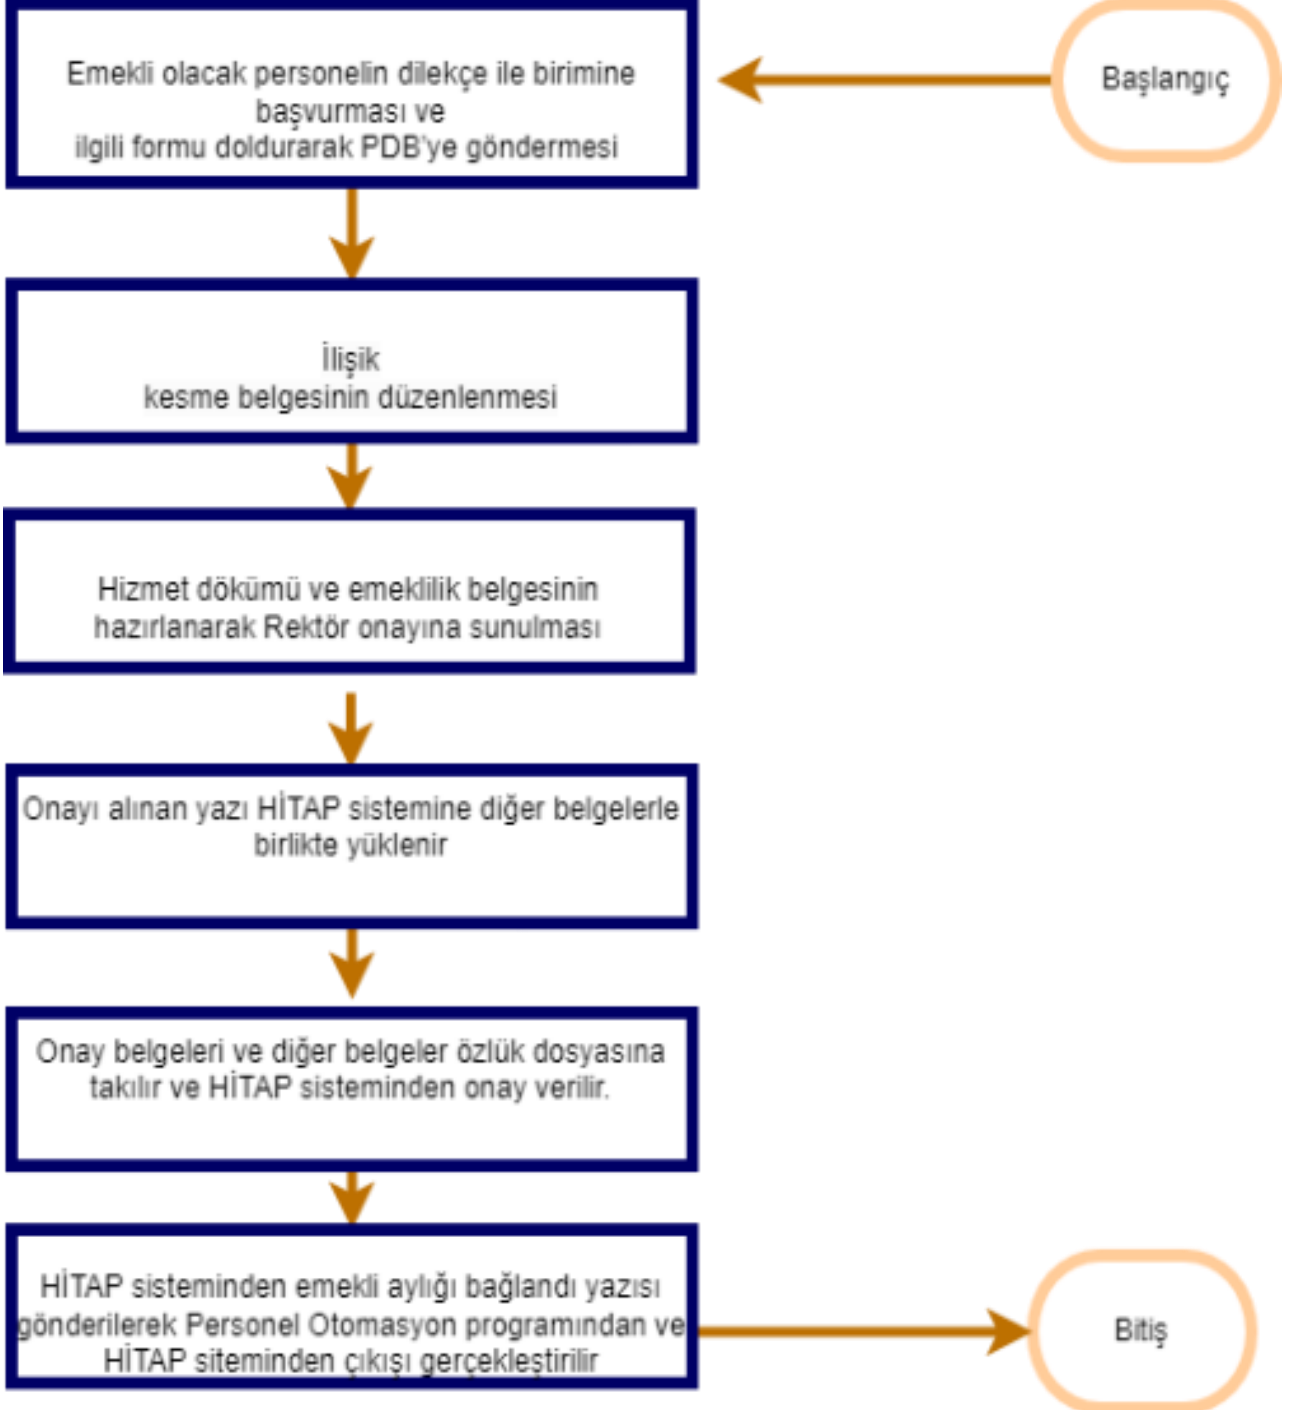 Başlangıç
Emekli olacak personelin dilekçe ile birimine
başvurması ve
ilgili formu doldurarak PDB'ye göndermesi
İlişik
kesme belgesinin düzenlenmesi
Hizmet dökümü ve emeklilik belgesinin
hazırlanarak Rektör onayına sunulması
Onayı alınan yazı HİTAP sistemine diğer belgelerle
birlikte yüklenir
Onay belgeleri ve diğer belgeler özlük dosyasına
takılır ve HİTAP sisteminden onay verilir.
HİTAP sisteminden emekli aylığı bağlandı yazısı
gönderilerek Personel Otomasyon programından ve
HİTAP siteminden çıkışı gerçekleştirilir
Bitiş